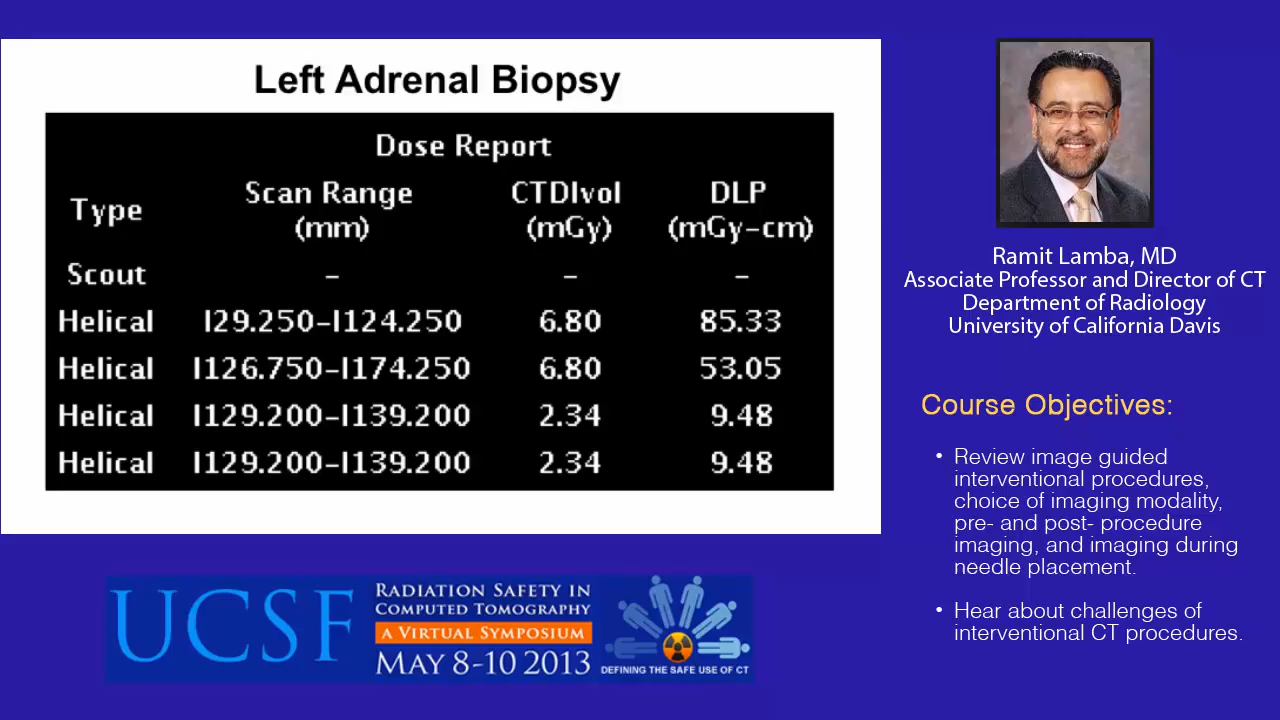 Left Adrenal Biopsy
Dose Report
Type Scan Range (mm) CTDIvol (mGy) DLP (mGy-cm)
Scout – – –
Helical I29.250–I124.250 6.80 85.33
Helical I126.750–I174.250 6.80 53.05
Helical I129.200–I139.200 2.34 9.48
Helical I129.200–I139.200 2.34 9.48
Ramit Lamba, MD
Associate Professor and Director of CT
Department of Radiology
University of California Davis
Course Objectives:
• Review image guided
interventional procedures,
choice of imaging modality,
pre- and post- procedure
imaging, and imaging during
needle placement.
• Hear about challenges of
interventional CT procedures.
UCSF
Radiation Safety in
Computed Tomography
a Virtual Symposium
May 8-10 2013
DEFINING THE SAFE USE OF CT